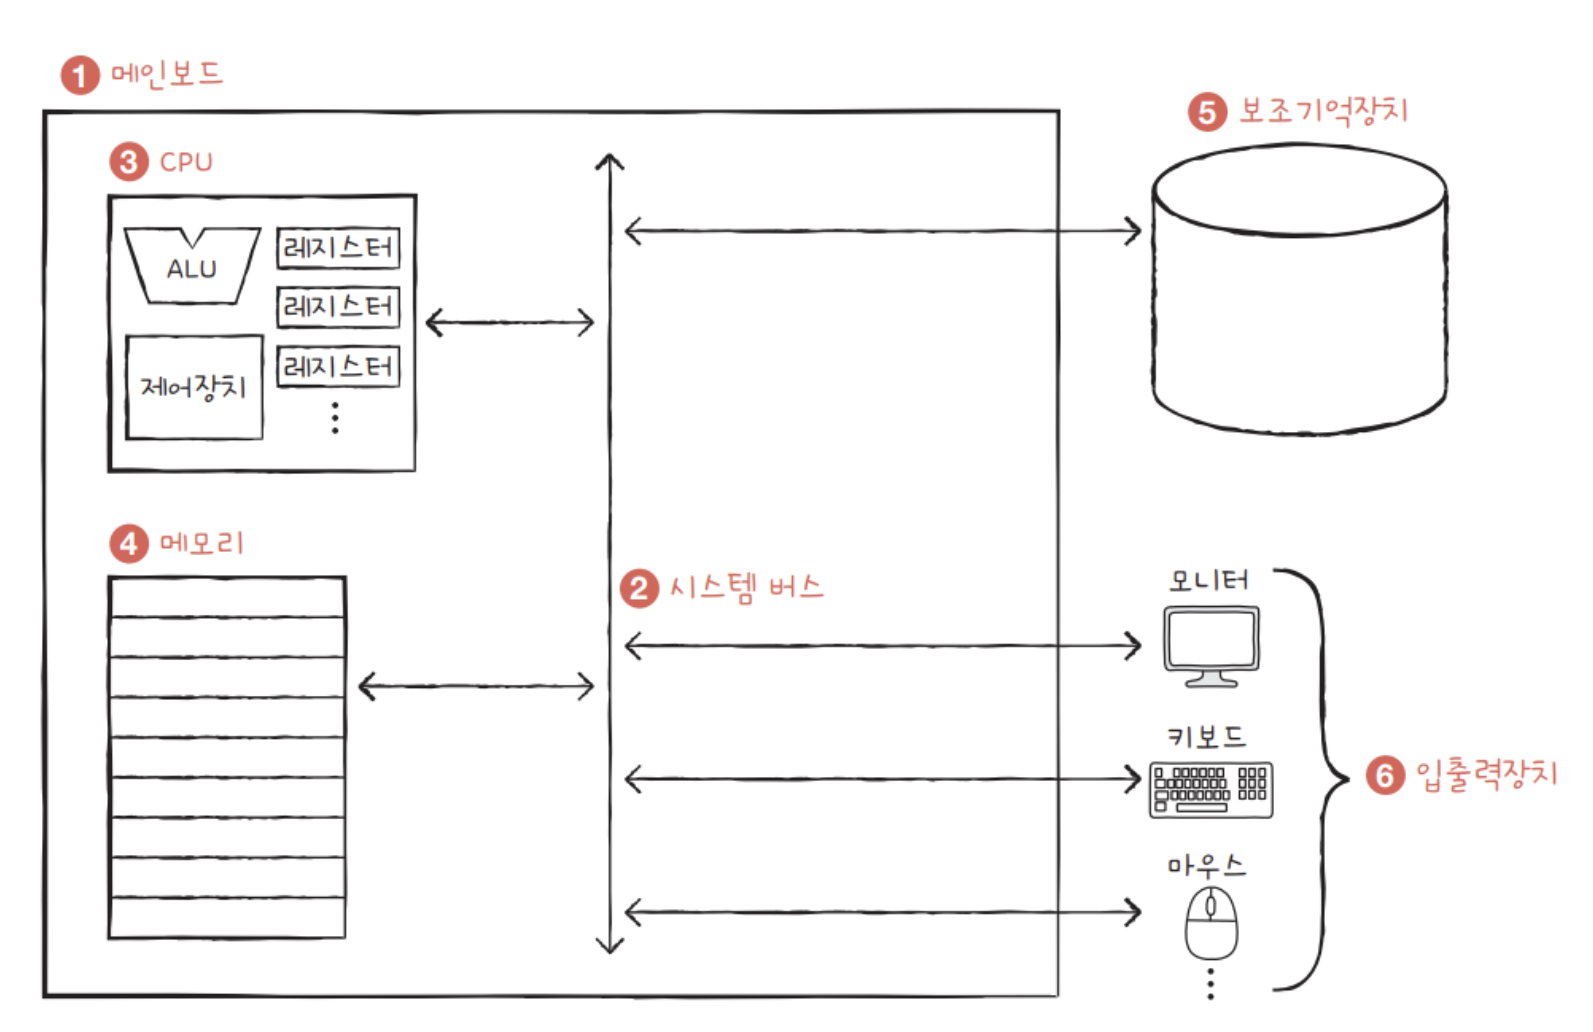 1 메인보드
3 CPU
ALU
레지스터
레지스터
레지스터
제어장치
4 메모리
2 시스템 버스
5 보조기억장치
모니터
키보드
마우스
6 입출력장치